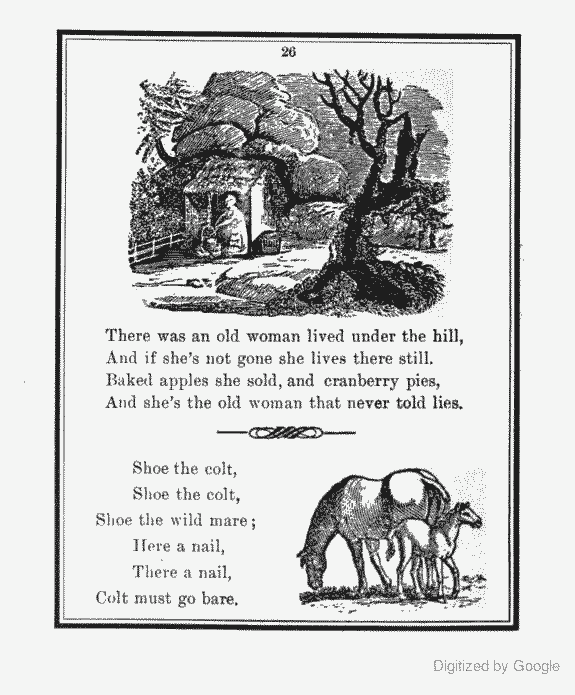 26
There was an old woman lived under the hill,
And if she's not gone she lives there still.
Baked apples she sold, and cranberry pies,
And she's the old woman that never told lies.
Shoe the colt,
Shoe the colt,
Shoe the wild mare;
Here a nail,
There a nail,
Colt must go bare.
Digitized by Google